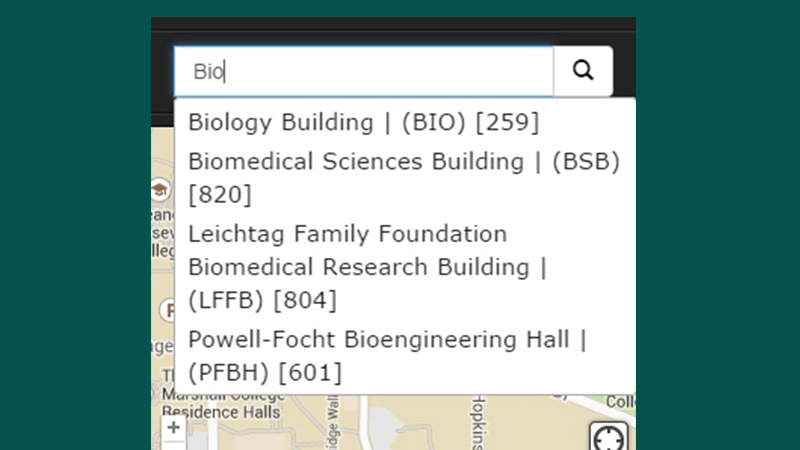 Bio
Biology Building | (BIO) [259]
Biomedical Sciences Building | (BSB)
[820]
Leichtag Family Foundation
Biomedical Research Building |
(LFFB) [804]
Powell-Focht Bioengineering Hall |
(PFBH) [601]
Marshall College
Residence Halls
Hopkins
+